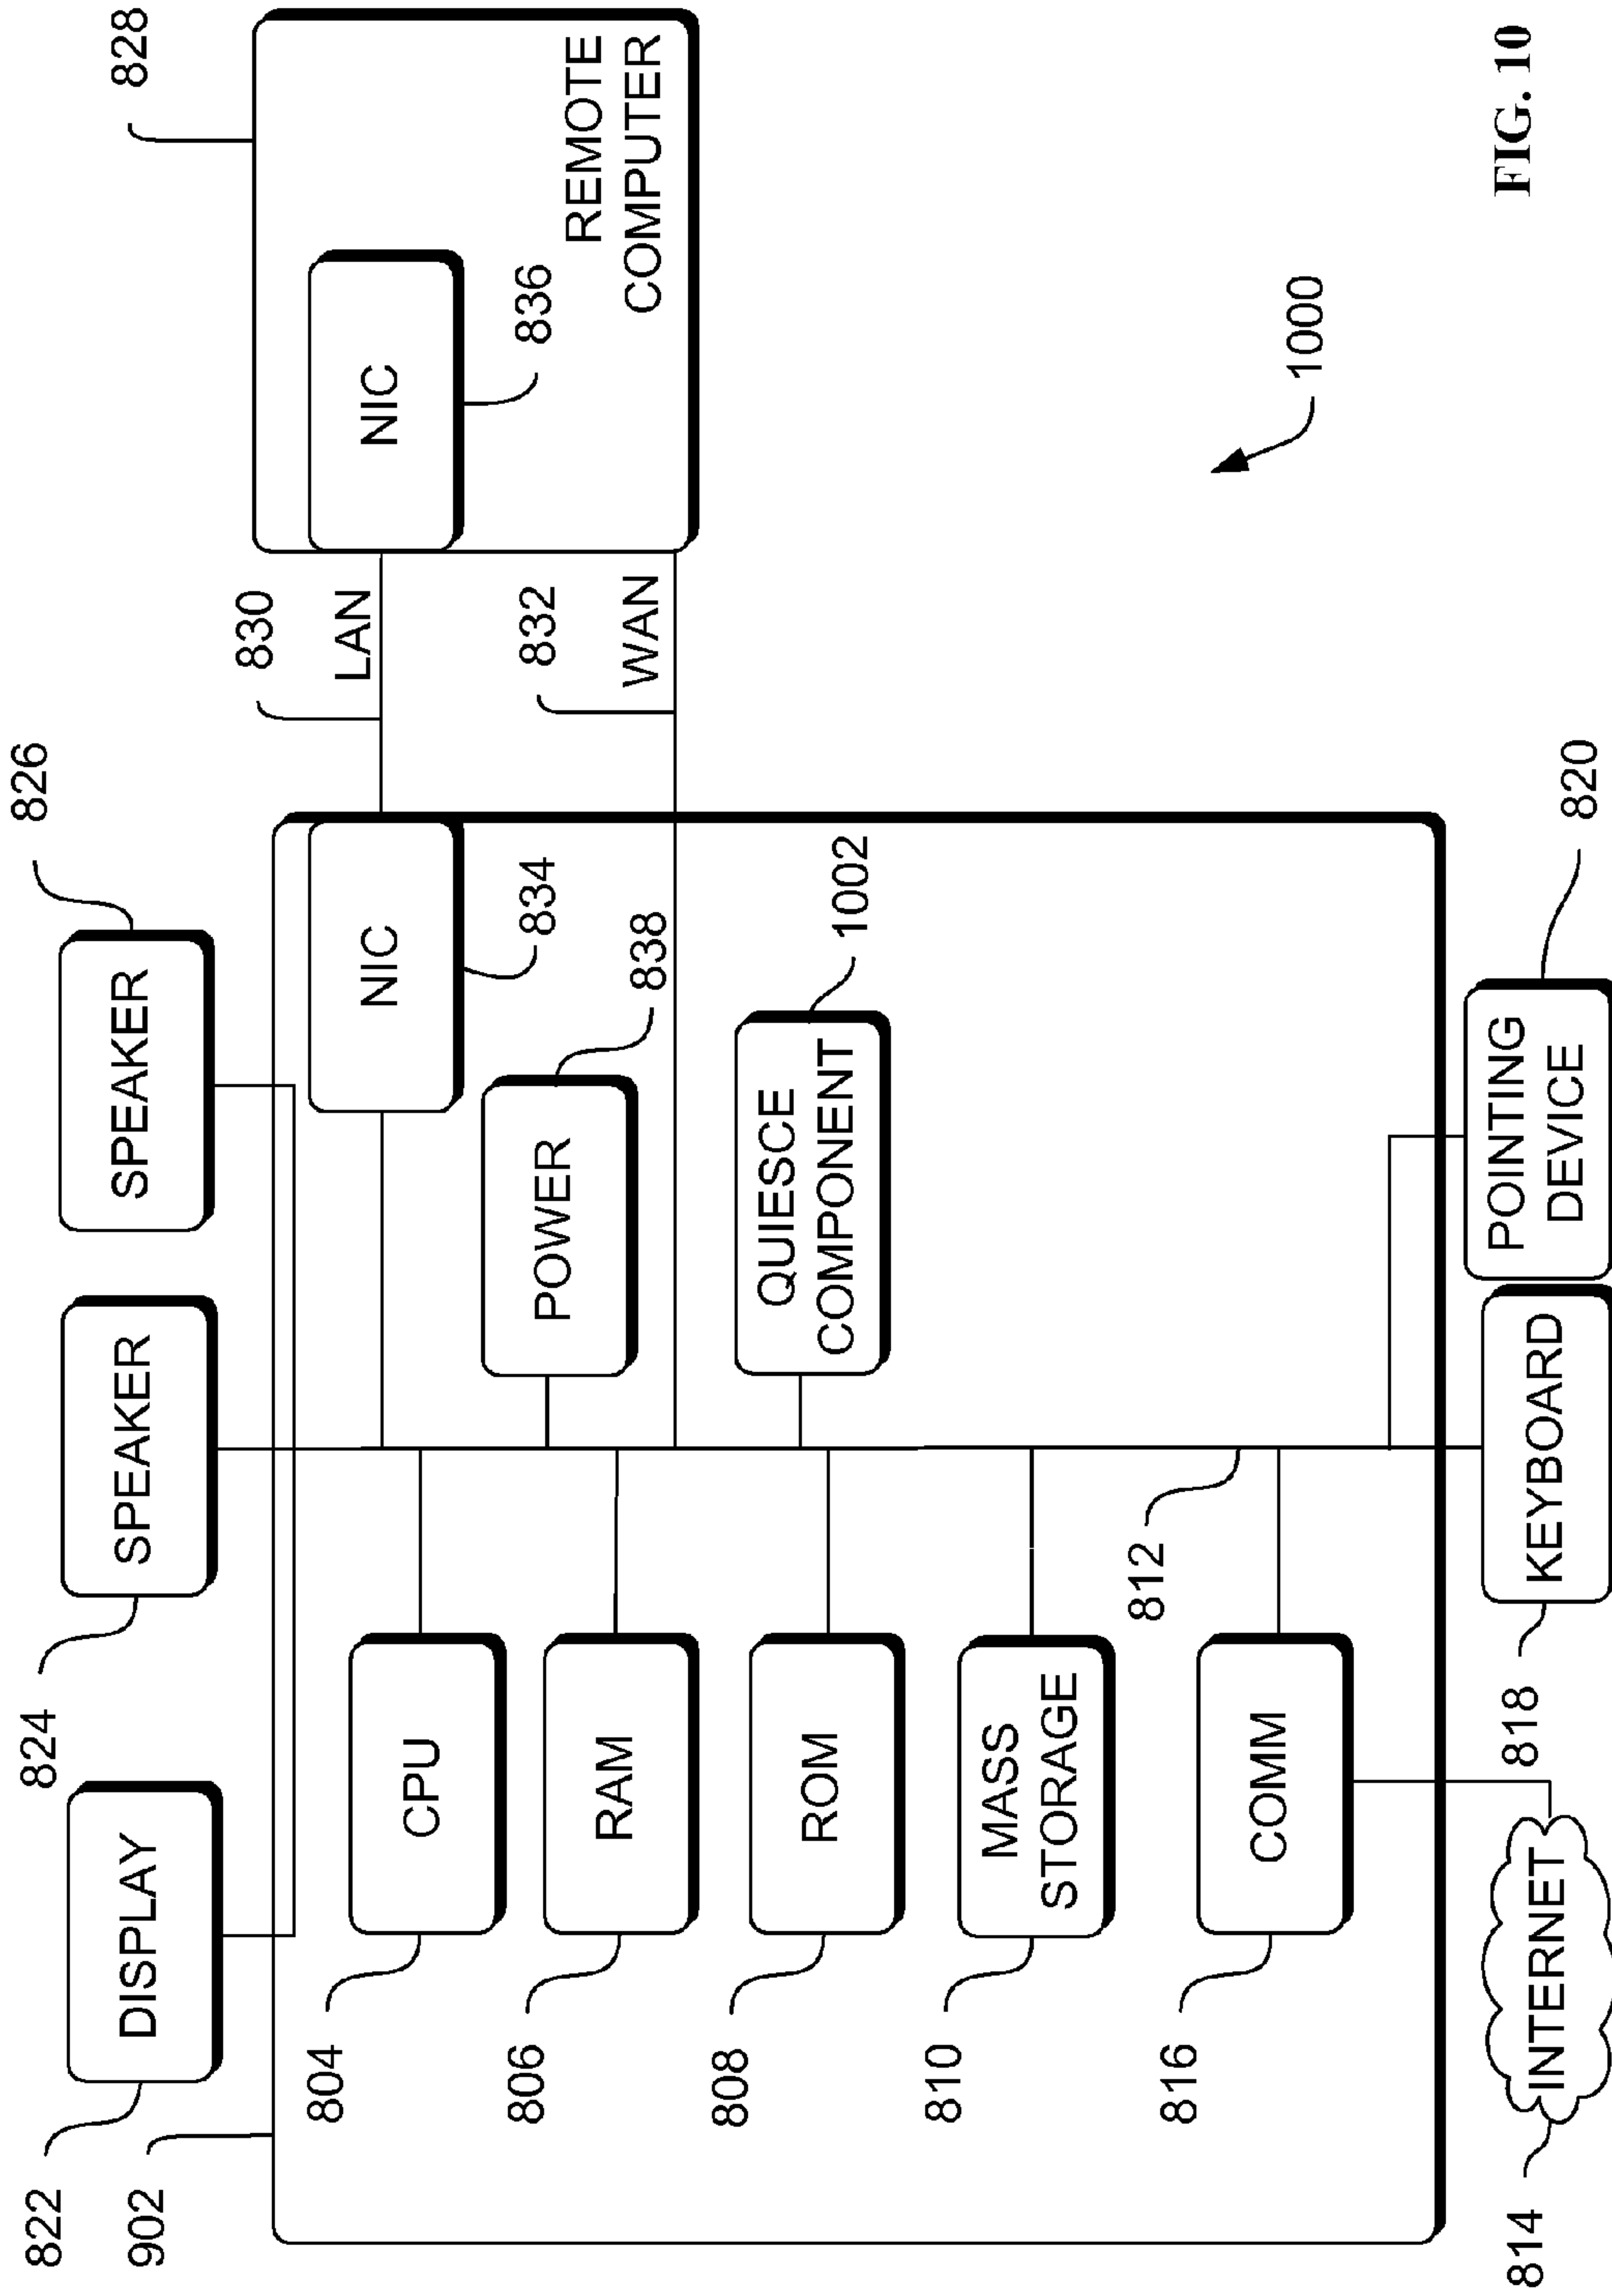 822
DISPLAY
824
SPEAKER
826
SPEAKER
902
804
CPU
806
RAM
808
ROM
810
MASS
STORAGE
816
COMM
812
NIC
834
POWER
838
QUIESCE
COMPONENT
1002
830
LAN
832
WAN
828
NIC
836
REMOTE
COMPUTER
814
INTERNET
818
KEYBOARD
POINTING
DEVICE
820
1000
FIG. 10